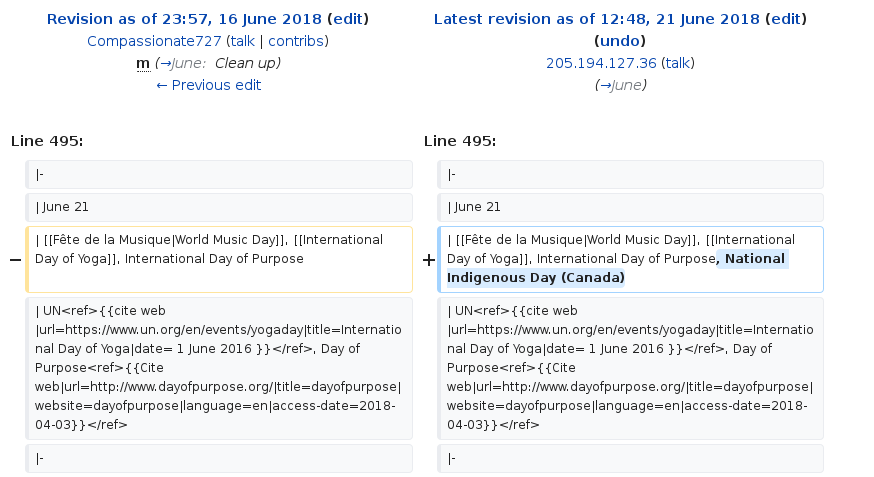 Revision as of 23:57, 16 June 2018 (edit)
Compassionate727 (talk | contribs)
m (→June: Clean up)
← Previous edit
Latest revision as of 12:48, 21 June 2018 (edit)
(undo)
205.194.127.36 (talk)
(→June)
Line 495:
Line 495:
|-
|-
| June 21
| June 21
− | [[Fête de la Musique|World Music Day]], [[International
Day of Yoga]], International Day of Purpose
+ | [[Fête de la Musique|World Music Day]], [[International
Day of Yoga]], International Day of Purpose, National
Indigenous Day (Canada)
| UN<ref>{{cite web
|url=https://www.un.org/en/events/yogaday|title=Internatio
nal Day of Yoga|date= 1 June 2016 }}</ref>, Day of
Purpose<ref>{{Cite
web|url=http://www.dayofpurpose.org/|title=dayofpurpose|
website=dayofpurpose|language=en|access-date=2018-
04-03}}</ref>
| UN<ref>{{cite web
|url=https://www.un.org/en/events/yogaday|title=Internatio
nal Day of Yoga|date= 1 June 2016 }}</ref>, Day of
Purpose<ref>{{Cite
web|url=http://www.dayofpurpose.org/|title=dayofpurpose|
website=dayofpurpose|language=en|access-date=2018-
04-03}}</ref>
|-
|-